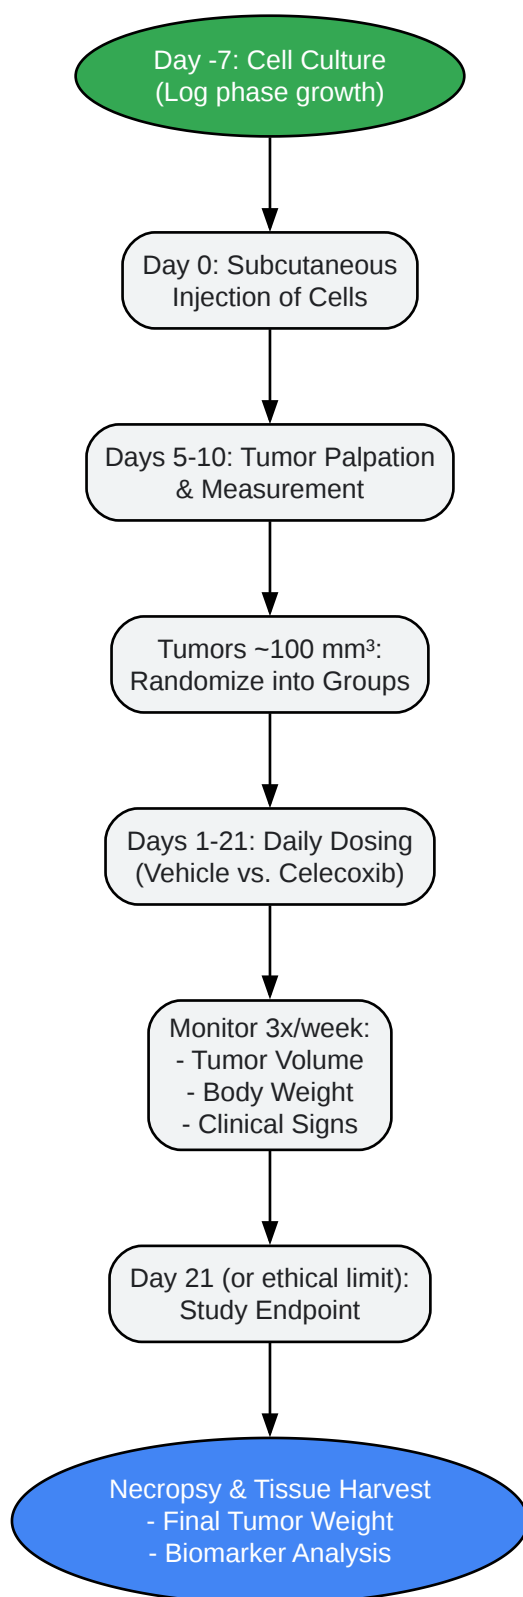 Day -7: Cell Culture
(Log phase growth)
Day 0: Subcutaneous
Injection of Cells
Days 5-10: Tumor Palpation
& Measurement
Tumors ~100 mm³:
Randomize into Groups
Days 1-21: Daily Dosing
(Vehicle vs. Celecoxib)
Monitor 3x/week:
- Tumor Volume
- Body Weight
- Clinical Signs
Day 21 (or ethical limit):
Study Endpoint
Necropsy & Tissue Harvest
- Final Tumor Weight
- Biomarker Analysis